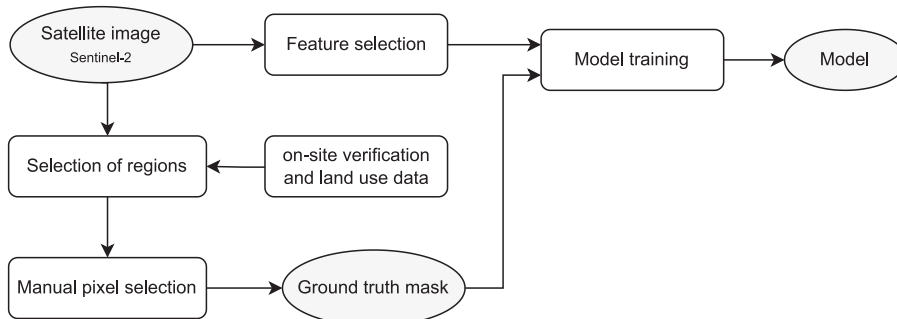 Satellite image
Sentinel-2
Feature selection
Model training
Model
Selection of regions
on-site verification
and land use data
Manual pixel selection
Ground truth mask